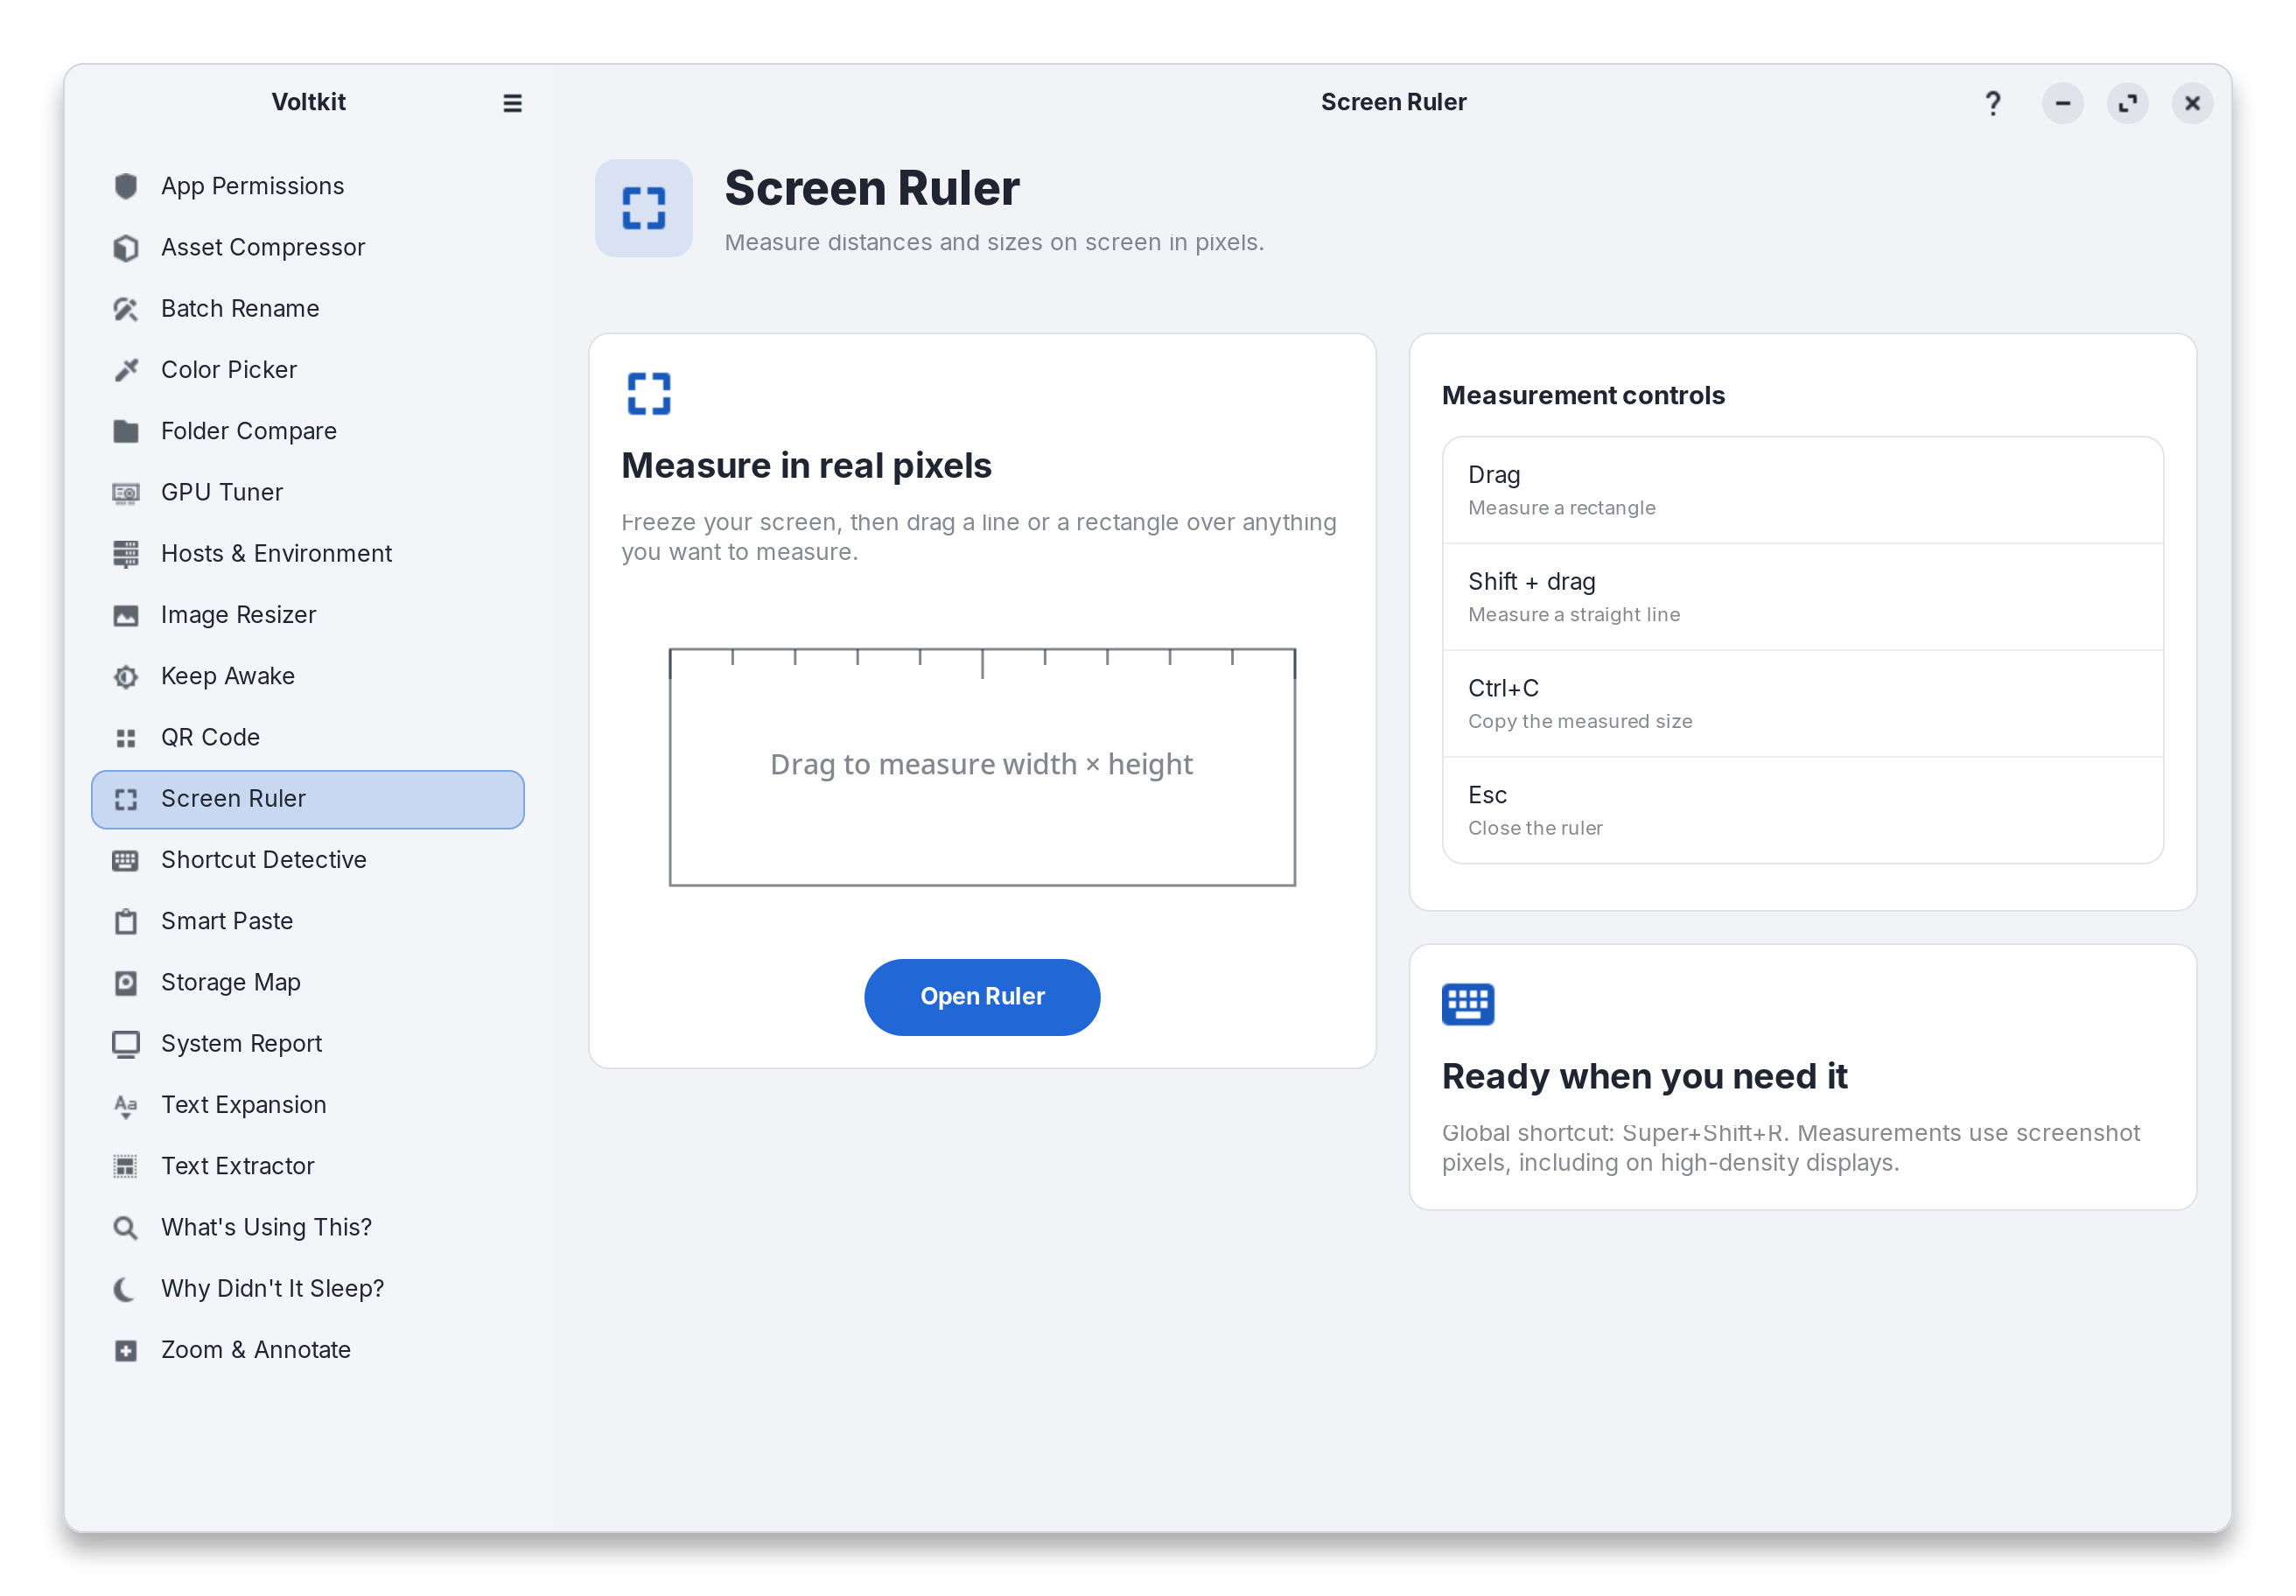 Voltkit
Screen Ruler
?
App Permissions
Asset Compressor
Batch Rename
Color Picker
Folder Compare
GPU Tuner
Hosts & Environment
Image Resizer
Keep Awake
QR Code
Screen Ruler
Shortcut Detective
Smart Paste
Storage Map
System Report
Text Expansion
Text Extractor
What's Using This?
Why Didn't It Sleep?
Zoom & Annotate
Screen Ruler
Measure distances and sizes on screen in pixels.
Measure in real pixels
Freeze your screen, then drag a line or a rectangle over anything
you want to measure.
Drag to measure width × height
Open Ruler
Measurement controls
Drag
Measure a rectangle
Shift + drag
Measure a straight line
Ctrl+C
Copy the measured size
Esc
Close the ruler
Ready when you need it
Global shortcut: Super+Shift+R. Measurements use screenshot
pixels, including on high-density displays.